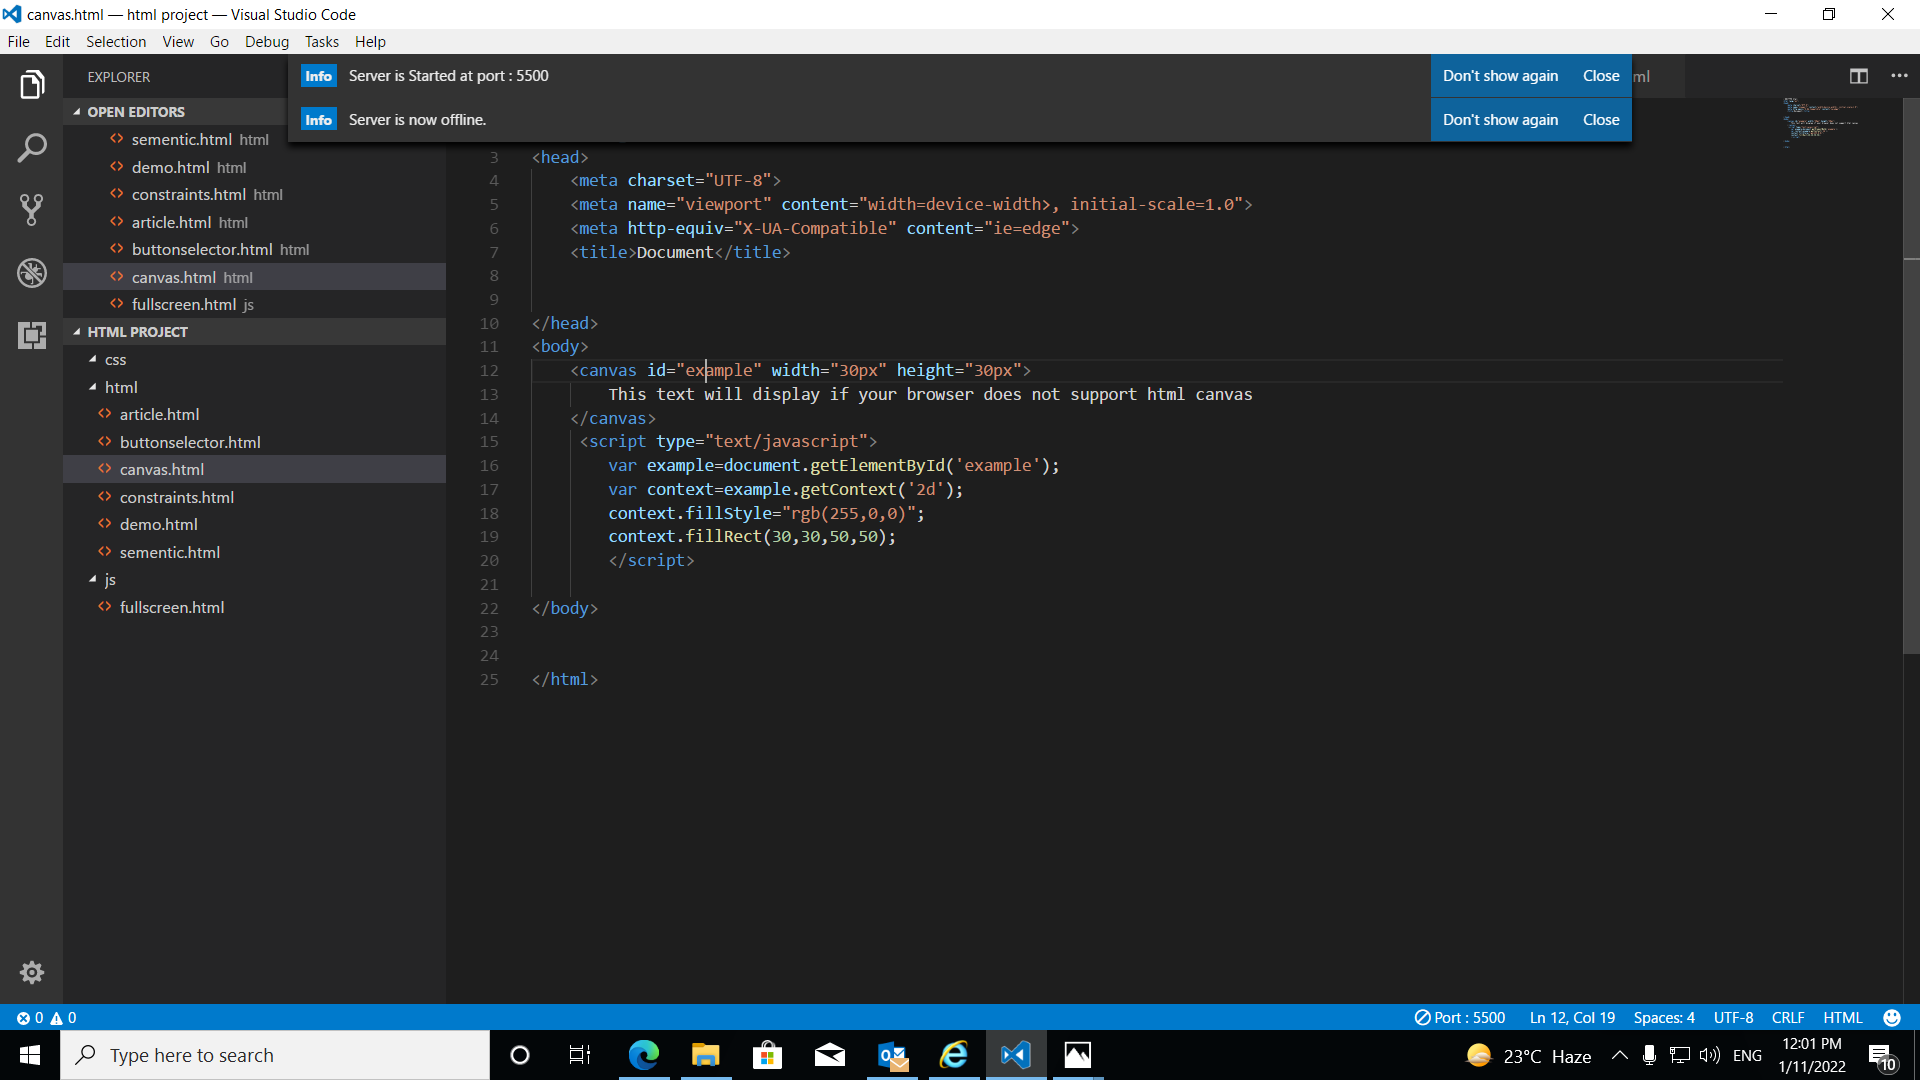 canvas.html — html project — Visual Studio Code
File Edit Selection View Go Debug Tasks Help
EXPLORER
Info Server is Started at port : 5500 Don't show again Close
ml
Info Server is now offline. Don't show again Close
OPEN EDITORS
<> sementic.html html
<> demo.html html
<> constraints.html html
<> article.html html
<> buttonselector.html html
<> canvas.html html
<> fullscreen.html js
HTML PROJECT
css
html
<> article.html
<> buttonselector.html
<> canvas.html
<> constraints.html
<> demo.html
<> sementic.html
js
<> fullscreen.html
3 <head>
4 <meta charset="UTF-8">
5 <meta name="viewport" content="width=device-width>, initial-scale=1.0">
6 <meta http-equiv="X-UA-Compatible" content="ie=edge">
7 <title>Document</title>
8
9
10 </head>
11 <body>
12 <canvas id="example" width="30px" height="30px">
13 This text will display if your browser does not support html canvas
14 </canvas>
15 <script type="text/javascript">
16 var example=document.getElementById('example');
17 var context=example.getContext('2d');
18 context.fillStyle="rgb(255,0,0)";
19 context.fillRect(30,30,50,50);
20 </script>
21
22 </body>
23
24
25 </html>
0 0
Port : 5500 Ln 12, Col 19 Spaces: 4 UTF-8 CRLF HTML
Type here to search
23°C Haze
ENG
12:01 PM
1/11/2022
10